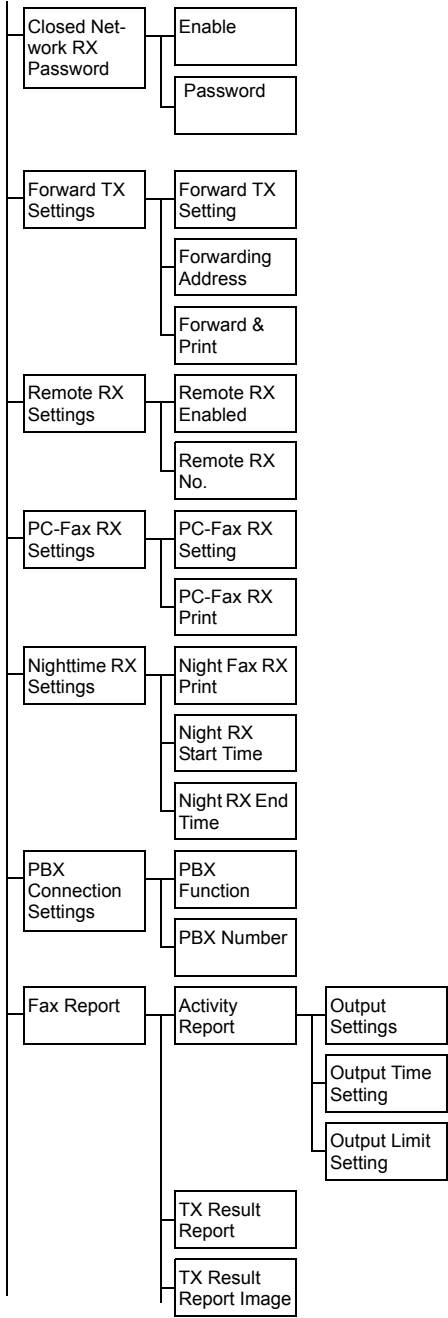 Closed Net-
work RX
Password
Enable
Password
Forward TX
Settings
Forward TX
Setting
Forwarding
Address
Forward &
Print
Remote RX
Settings
Remote RX
Enabled
Remote RX
No.
PC-Fax RX
Settings
PC-Fax RX
Setting
PC-Fax RX
Print
Nighttime RX
Settings
Night Fax RX
Print
Night RX
Start Time
Night RX End
Time
PBX
Connection
Settings
PBX
Function
PBX Number
Fax Report
Activity
Report
Output
Settings
Output Time
Setting
Output Limit
Setting
TX Result
Report
TX Result
Report Image